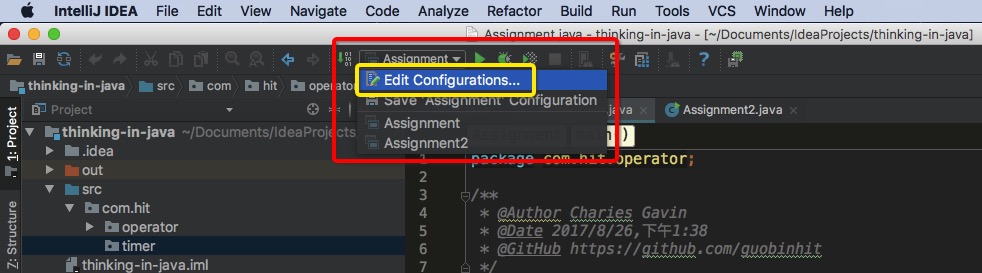 IntelliJ IDEA File Edit View Navigate Code Analyze Refactor Build Run Tools VCS Window Help
Assignment.java - thinking-in-java - [~/Documents/IdeaProjects/thinking-in-java]
Assignment
thinking-in-java src com hit operator
Edit Configurations...
Save "Assignment" Configuration
Assignment
Assignment2
.java
Assignment2.java
Project
1: Project
Z: Structure
thinking-in-java ~/Documents/IdeaProjects
.idea
out
src
com.hit
operator
timer
thinking-in-java.iml
1 package com.hit.operator;
2
3 /**
4 * @Author Charies Gavin
5 * @Date 2017/8/26,下午1:38
6 * @GitHub https://github.com/guobinhit
7 */